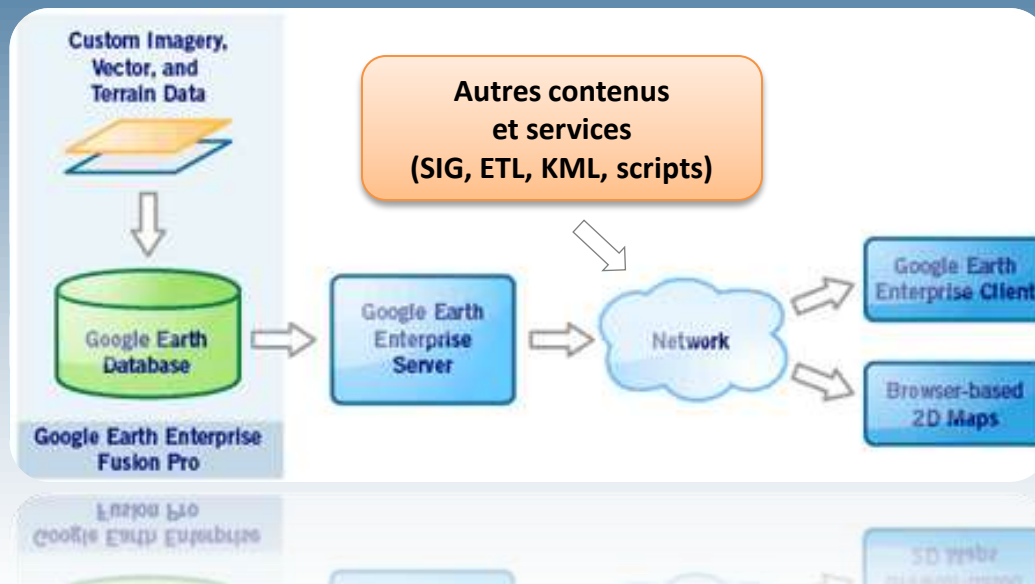 Custom Imagery,
Vector, and
Terrain Data
Autres contenus
et services
(SIG, ETL, KML, scripts)
Google Earth
Database
Google Earth
Enterprise
Server
Network
Google Earth
Enterprise Client
Browser-based
2D Maps
Google Earth Enterprise
Fusion Pro